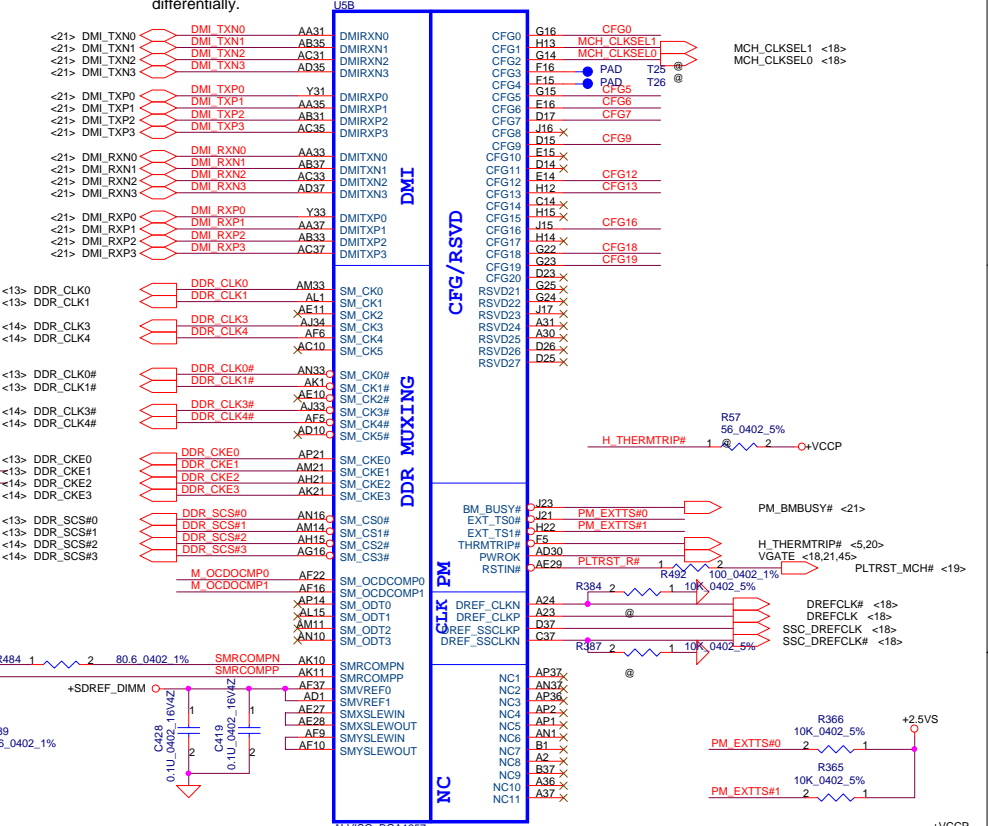 differentially.
U5B
<21> DMI_TXN0 DMI_TXN0 AA31 DMIRXN0
<21> DMI_TXN1 DMI_TXN1 AB35 DMIRXN1
<21> DMI_TXN2 DMI_TXN2 AC31 DMIRXN2
<21> DMI_TXN3 DMI_TXN3 AD35 DMIRXN3
<21> DMI_TXP0 DMI_TXP0 Y31 DMIRXP0
<21> DMI_TXP1 DMI_TXP1 AA35 DMIRXP1
<21> DMI_TXP2 DMI_TXP2 AB31 DMIRXP2
<21> DMI_TXP3 DMI_TXP3 AC35 DMIRXP3
<21> DMI_RXN0 DMI_RXN0 AA33 DMITXN0
<21> DMI_RXN1 DMI_RXN1 AB37 DMITXN1
<21> DMI_RXN2 DMI_RXN2 AC33 DMITXN2
<21> DMI_RXN3 DMI_RXN3 AD37 DMITXN3
<21> DMI_RXP0 DMI_RXP0 Y33 DMITXP0
<21> DMI_RXP1 DMI_RXP1 AA37 DMITXP1
<21> DMI_RXP2 DMI_RXP2 AB33 DMITXP2
<21> DMI_RXP3 DMI_RXP3 AC37 DMITXP3
DMI
<13> DDR_CLK0 DDR_CLK0 AM33 SM_CK0
<13> DDR_CLK1 DDR_CLK1 AL1 SM_CK1
AE11 SM_CK2
<14> DDR_CLK3 DDR_CLK3 AJ34 SM_CK3
<14> DDR_CLK4 DDR_CLK4 AF6 SM_CK4
AC10 SM_CK5
<13> DDR_CLK0# DDR_CLK0# AN33 SM_CK0#
<13> DDR_CLK1# DDR_CLK1# AK1 SM_CK1#
AE10 SM_CK2#
<14> DDR_CLK3# DDR_CLK3# AJ33 SM_CK3#
<14> DDR_CLK4# DDR_CLK4# AF5 SM_CK4#
AD10 SM_CK5#
<13> DDR_CKE0 DDR_CKE0 AP21 SM_CKE0
<13> DDR_CKE1 DDR_CKE1 AM21 SM_CKE1
<14> DDR_CKE2 DDR_CKE2 AH21 SM_CKE2
<14> DDR_CKE3 DDR_CKE3 AK21 SM_CKE3
<13> DDR_SCS#0 DDR_SCS#0 AN16 SM_CS0#
<13> DDR_SCS#1 DDR_SCS#1 AM14 SM_CS1#
<14> DDR_SCS#2 DDR_SCS#2 AH15 SM_CS2#
<14> DDR_SCS#3 DDR_SCS#3 AG16 SM_CS3#
M_OCDOCMP0 AF22 SM_OCDCOMP0
M_OCDOCMP1 AF16 SM_OCDCOMP1
AP14 SM_ODT0
AL15 SM_ODT1
AM11 SM_ODT2
AN10 SM_ODT3
R484 1 2 80.6_0402_1% SMRCOMPN AK10 SMRCOMPN
SMRCOMPP AK11 SMRCOMPP
+SDREF_DIMM AF37 SMVREF0
AD1 SMVREF1
AE27 SMXSLEWIN
AE28 SMXSLEWOUT
AF9 SMYSLEWIN
AF10 SMYSLEWOUT
DDR MUXING
C428 0.1U_0402_16V4Z 1 2
C419 0.1U_0402_16V4Z 1 2
CFG0 G16 CFG0
CFG1 H13 MCH_CLKSEL1 MCH_CLKSEL1 <18>
CFG2 G14 MCH_CLKSEL0 MCH_CLKSEL0 <18>
CFG3 F16 PAD T25 @
CFG4 F15 PAD T26 @
CFG5 G15 CFG5
CFG6 E16 CFG6
CFG7 D17 CFG7
CFG8 J16
CFG9 D15 CFG9
CFG10 E15
CFG11 D14
CFG12 E14 CFG12
CFG13 H12 CFG13
CFG14 C14
CFG15 H15
CFG16 J15 CFG16
CFG17 H14
CFG18 G22 CFG18
CFG19 G23 CFG19
CFG20 D23
RSVD21 G25
RSVD22 G24
RSVD23 J17
RSVD24 A31
RSVD25 A30
RSVD26 D26
RSVD27 D25
CFG/RSVD
R57
56_0402_5%
H_THERMTRIP# 1 @ 2 +VCCP
BM_BUSY# J23 PM_BMBUSY# <21>
EXT_TS0# J21 PM_EXTTS#0
EXT_TS1# H22 PM_EXTTS#1
THRMTRIP# F5 H_THERMTRIP# <5,20>
PWROK AD30 VGATE <18,21,45>
RSTIN# AE29 PLTRST_R# 1 R492 2 100_0402_1% PLTRST_MCH# <19>
PM
R384 1 2 10K_0402_5%
@
DREF_CLKN A24 DREFCLK# <18>
DREF_CLKP A23 DREFCLK <18>
DREF_SSCLKP D37 SSC_DREFCLK <18>
DREF_SSCLKN C37 SSC_DREFCLK# <18>
CLK
R387 1 2 10K_0402_5%
@
NC1 AP37
NC2 AN37
NC3 AP36
NC4 AP2
NC5 AP1
NC6 AN1
NC7 B1
NC8 A2
NC9 B37
NC10 A36
NC11 A37
NC
R366
10K_0402_5%
+2.5VS
PM_EXTTS#0 2 1
R365
10K_0402_5%
PM_EXTTS#1 2 1